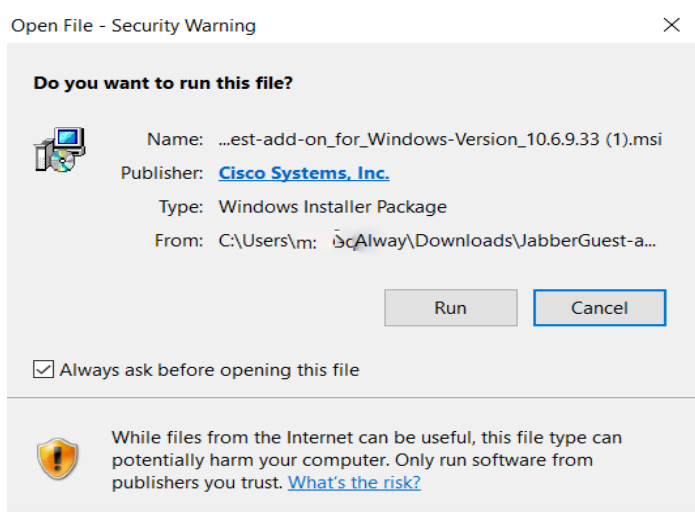 Open File - Security Warning
Do you want to run this file?
Name: ...est-add-on_for_Windows-Version_10.6.9.33 (1).msi
Publisher: Cisco Systems, Inc.
Type: Windows Installer Package
From: C:\Users\m: cAlway\Downloads\JabberGuest-a...
Run Cancel
Always ask before opening this file
While files from the Internet can be useful, this file type can
potentially harm your computer. Only run software from
publishers you trust. What's the risk?